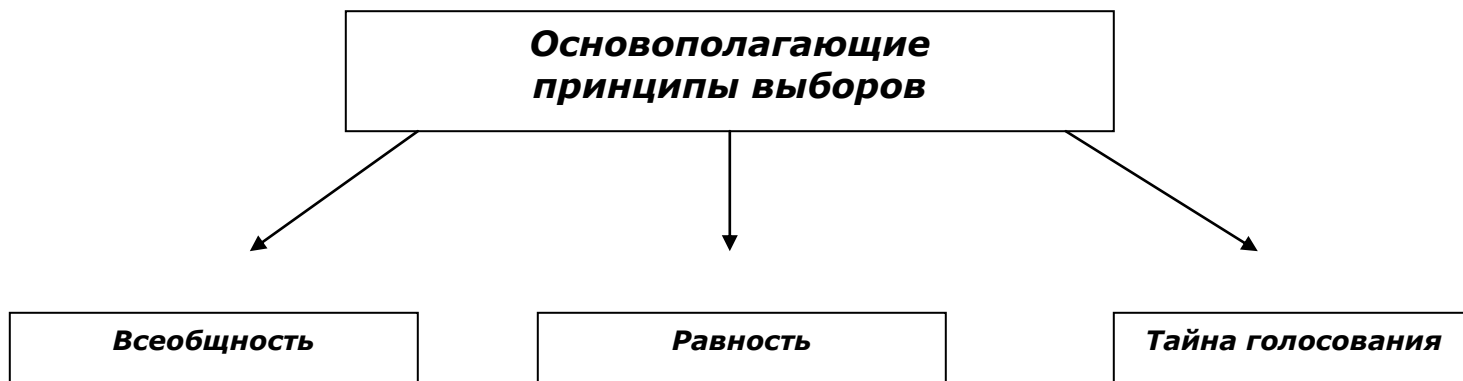 Основополагающие
принципы выборов
Всеобщность
Равность
Тайна голосования